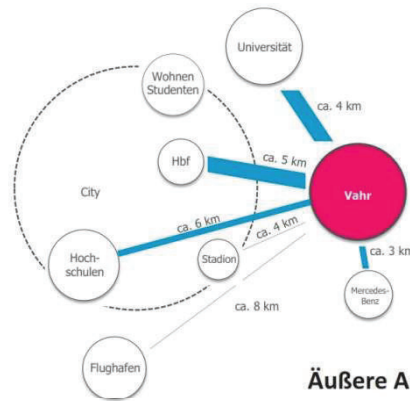 Universität
Wohnen
Studenten
ca. 4 km
Hbf
ca. 5 km
City
Vahr
ca. 6 km
ca. 4 km
Hoch-
schulen
Stadion
ca. 3 km
Mercedes-
Benz
ca. 8 km
Flughafen
Äußere A